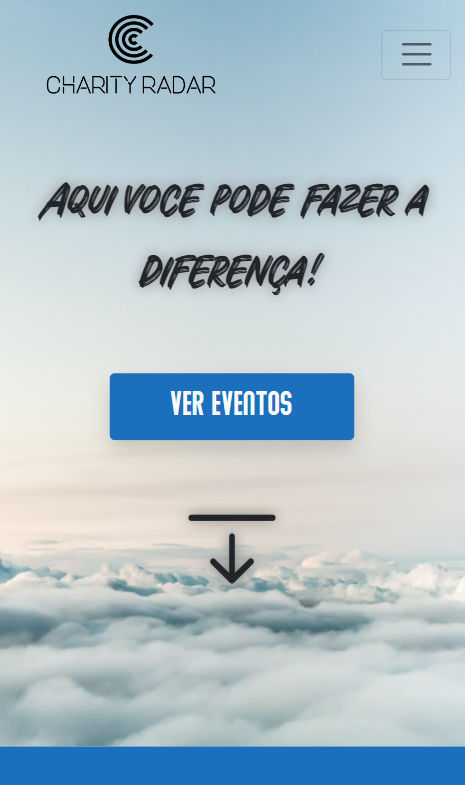 CHARITY RADAR
AQUI VOCE PODE FAZER A
DIFERENÇA!
VER EVENTOS